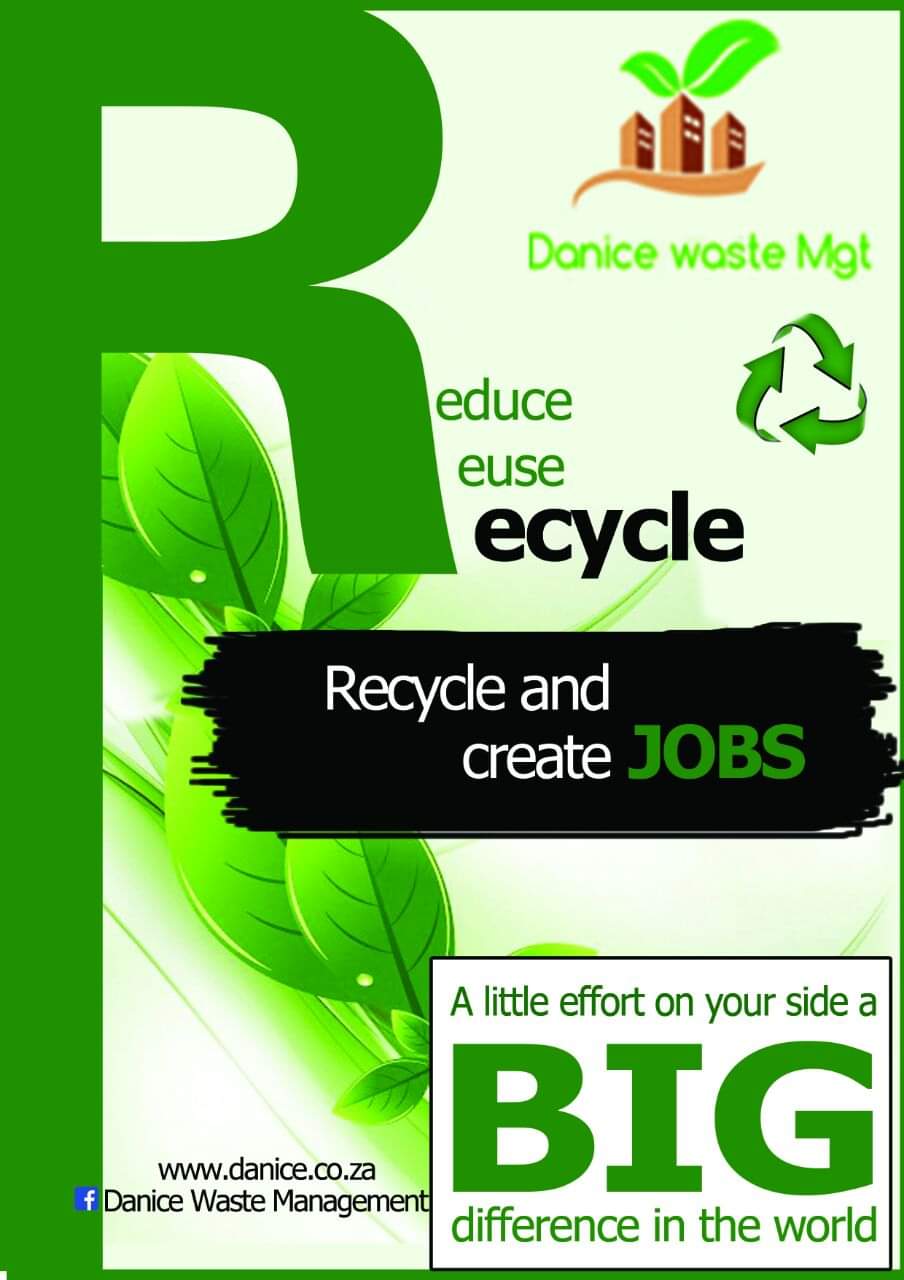 Danice waste Mgt
Reduce
euse
ecycle
Recycle and
create JOBS
A little effort on your side a
BIG
difference in the world
www.danice.co.za
f Danice Waste Management